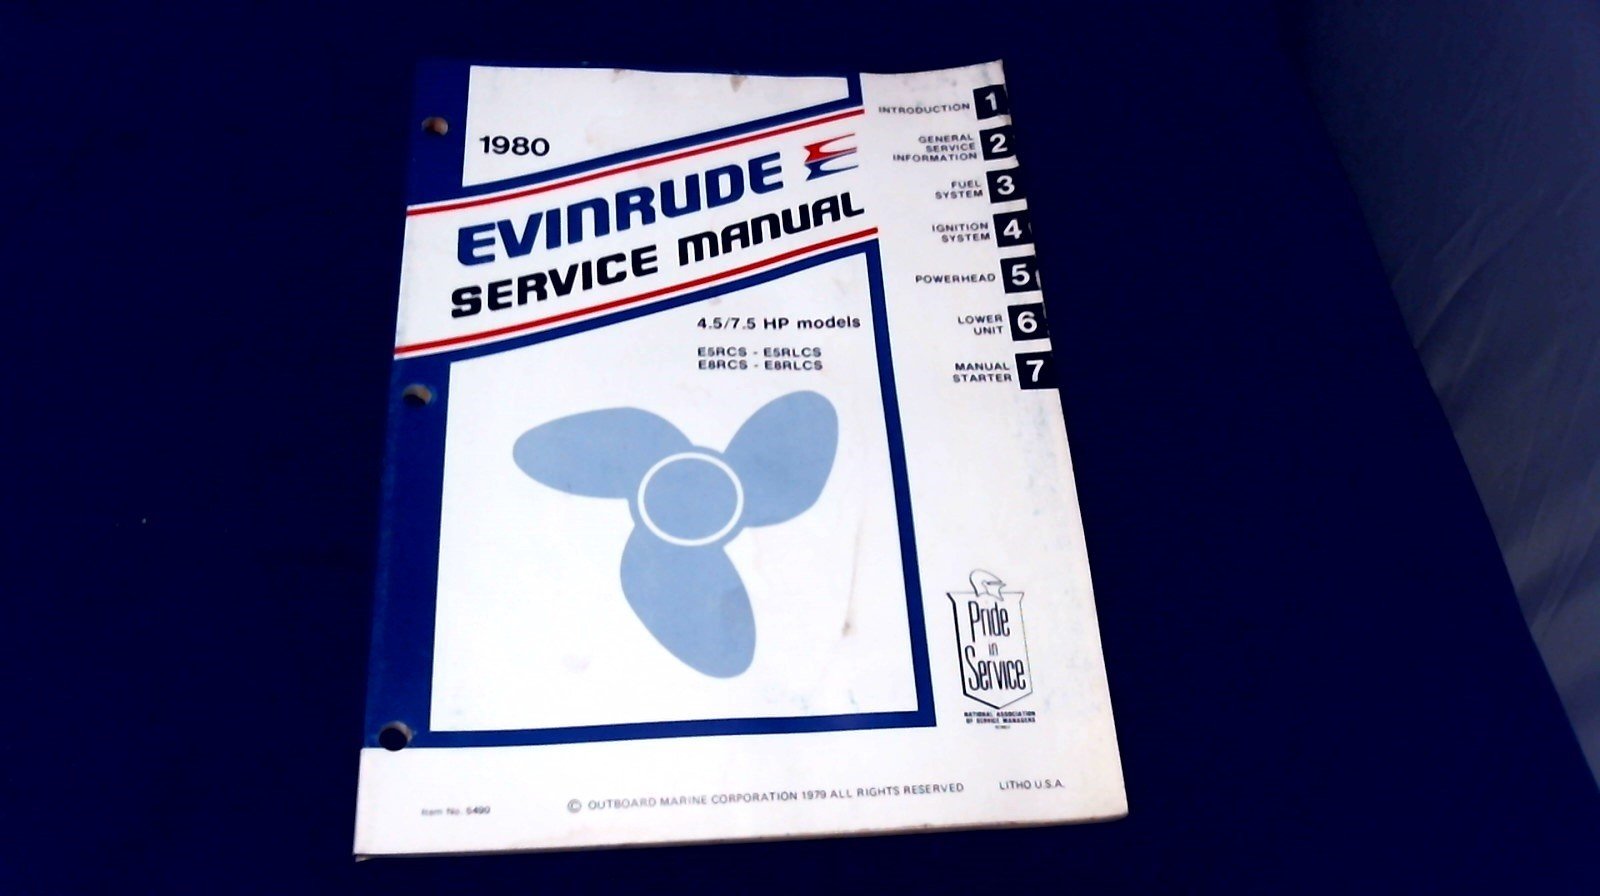 1980
EVINRUDE
SERVICE MANUAL
4.5/7.5 HP models
E5RCS - E5RLCS
E8RCS - E8RLCS
INTRODUCTION 1
GENERAL
SERVICE
INFORMATION 2
FUEL
SYSTEM 3
IGNITION
SYSTEM 4
POWERHEAD 5
LOWER
UNIT 6
MANUAL
STARTER 7
Pride
in
Service
NATIONAL ASSOCIATION
OF SERVICE MANAGERS
Item No. 5490
© OUTBOARD MARINE CORPORATION 1979 ALL RIGHTS RESERVED
LITHO U.S.A.